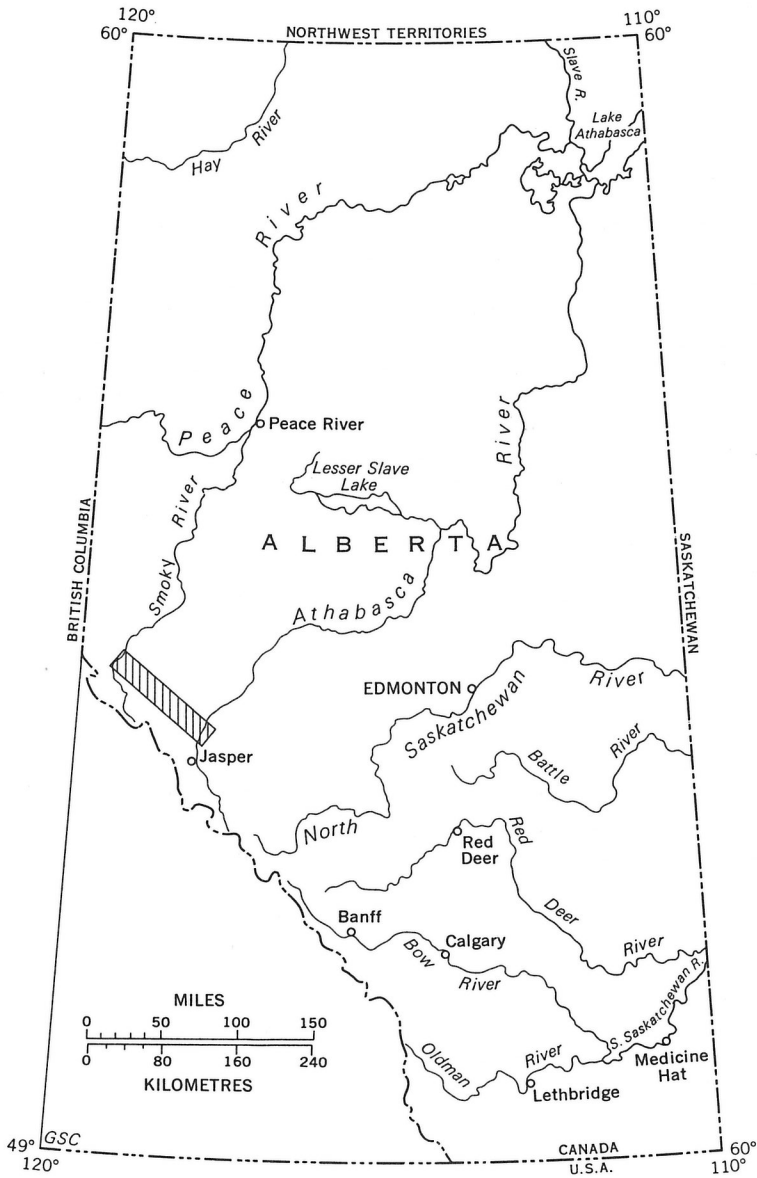 120°
110°
60°
NORTHWEST TERRITORIES
60°
Slave R.
Lake
Athabasca
Hay River
River
Peace
Peace River
River
Lesser Slave
Lake
River
BRITISH COLUMBIA
ALBERTA
SASKATCHEWAN
Smoky
Athabasca
EDMONTON
Saskatchewan
River
Jasper
Battle
River
North
Red
Deer
Red
Deer
River
Banff
Bow
Calgary
River
S. Saskatchewan R.
MILES
0 50 100 150
0 80 160 240
KILOMETRES
Oldman
River
Medicine
Hat
Lethbridge
49°
GSC
CANADA
60°
120°
U.S.A.
110°